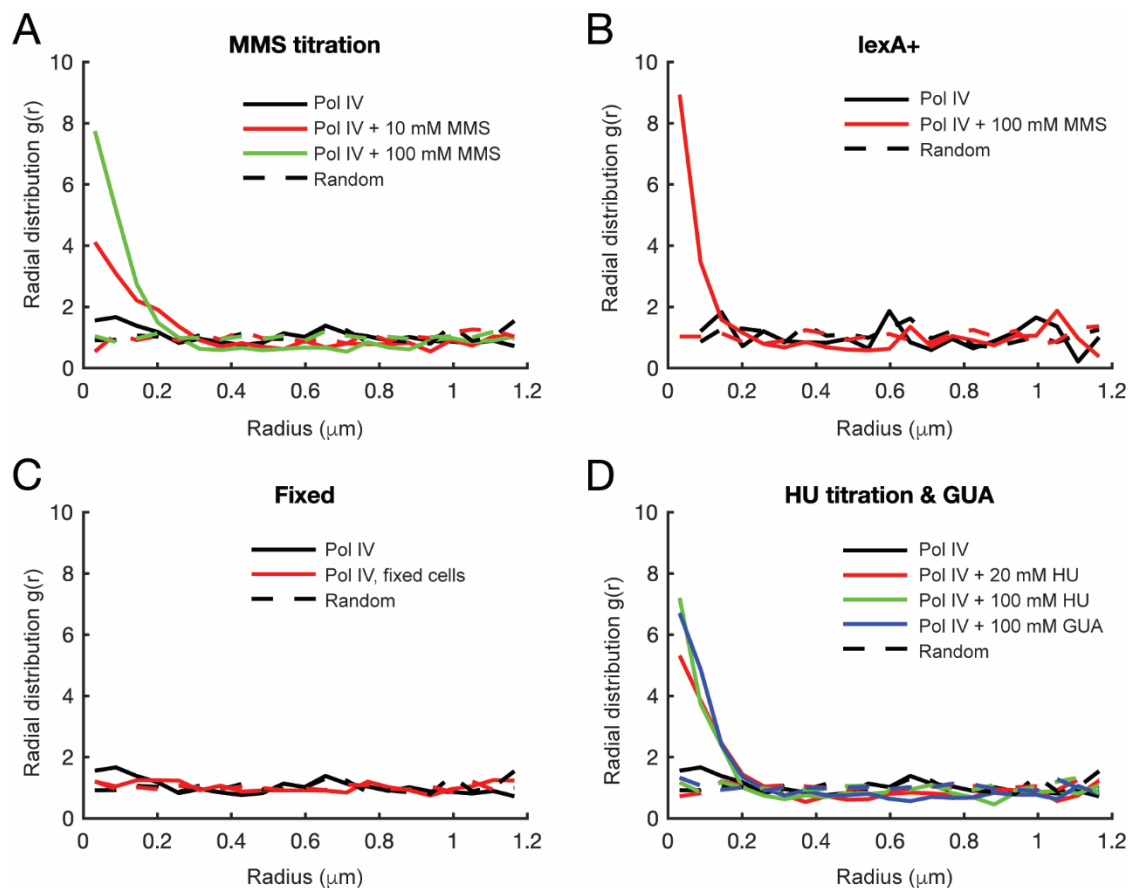 A
MMS titration
Radial distribution g(r)
10
8
6
4
2
0
Pol IV
Pol IV + 10 mM MMS
Pol IV + 100 mM MMS
Random
0 0.2 0.4 0.6 0.8 1 1.2
Radius (μm)
B
lexA+
Radial distribution g(r)
10
8
6
4
2
0
Pol IV
Pol IV + 100 mM MMS
Random
0 0.2 0.4 0.6 0.8 1 1.2
Radius (μm)
C
Fixed
Radial distribution g(r)
10
8
6
4
2
0
Pol IV
Pol IV, fixed cells
Random
0 0.2 0.4 0.6 0.8 1 1.2
Radius (μm)
D
HU titration & GUA
Radial distribution g(r)
10
8
6
4
2
0
Pol IV
Pol IV + 20 mM HU
Pol IV + 100 mM HU
Pol IV + 100 mM GUA
Random
0 0.2 0.4 0.6 0.8 1 1.2
Radius (μm)